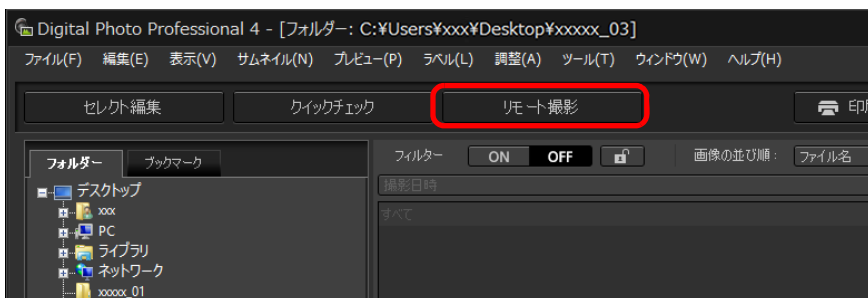 Digital Photo Professional 4 - [フォルダー: C:¥Users¥xxx¥Desktop¥xxxxx_03]
ファイル(F) 編集(E) 表示(V) サムネイル(N) プレビュー(P) ラベル(L) 調整(A) ツール(T) ウィンドウ(W) ヘルプ(H)
セレクト編集 クイックチェック リモート撮影
フォルダー ブックマーク フィルター ON OFF 画像の並び順 : ファイル名
デスクトップ 撮影日時
xxx すべて
PC
ライブラリ
ネットワーク
xxxxx_01